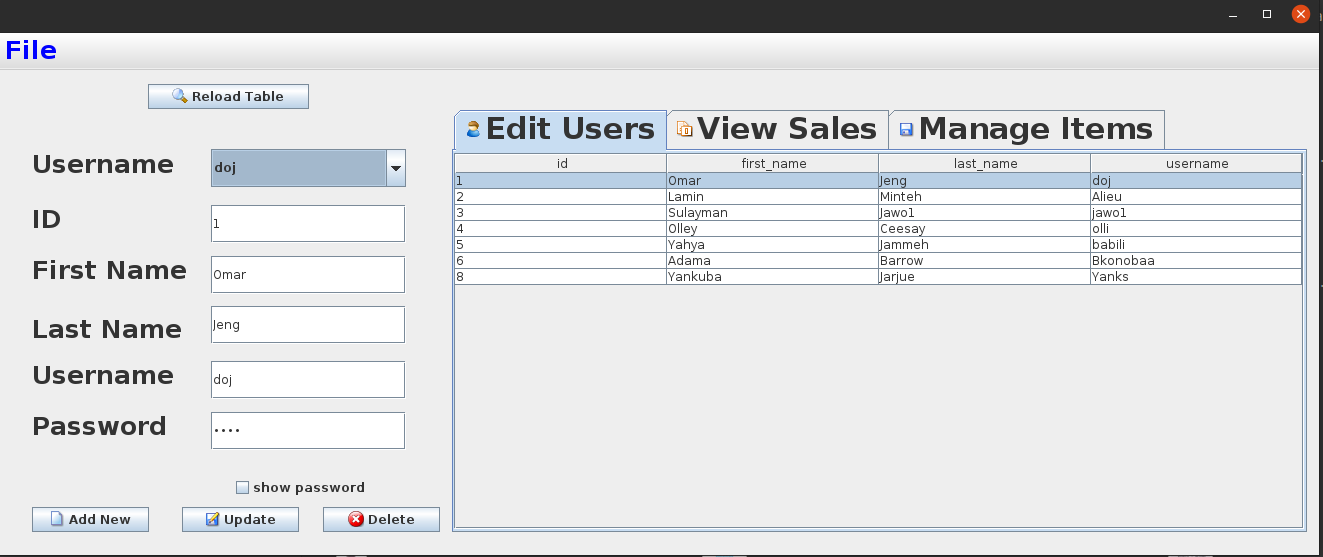 File
Reload Table
Username
doj
ID
1
First Name
Omar
Last Name
Jeng
Username
doj
Password
••••
show password
Add New
Update
Delete
Edit Users
View Sales
Manage Items
id first_name last_name username
1 Omar Jeng doj
2 Lamin Minteh Alieu
3 Sulayman Jawo1 jawo1
4 Olley Ceesay olli
5 Yahya Jammeh babili
6 Adama Barrow Bkonobaa
8 Yankuba Jarjue Yanks